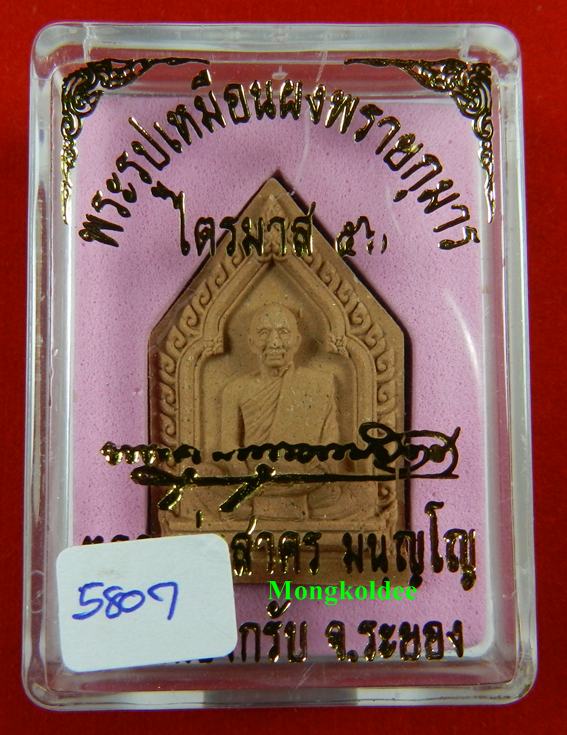 พระรูปเหมือนผงพรายกุมาร
ไตรมาส ๕๖
สาคร มนุญโญ
Mongkoldee
5807
จ.ระยอง